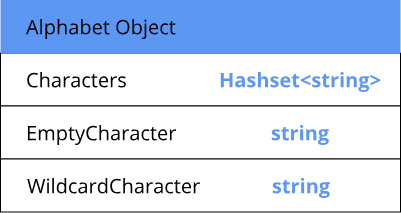 Alphabet Object
Characters Hashset<string>
EmptyCharacter string
WildcardCharacter string